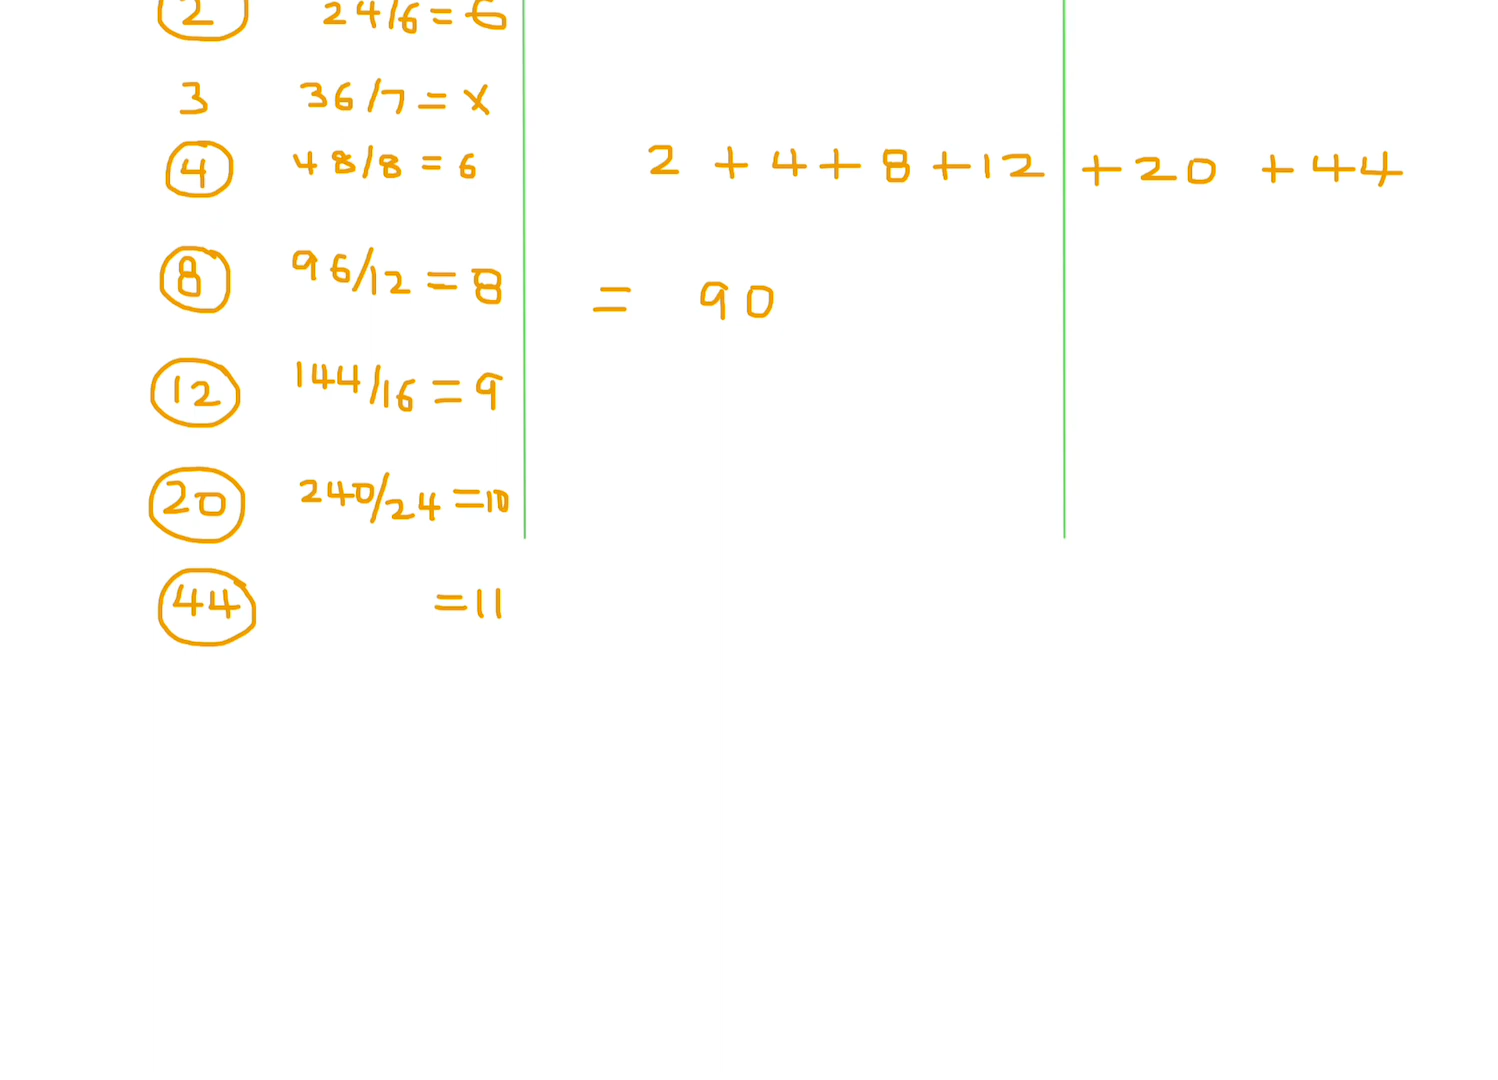 2 24/6 = 6
3 36/7 = x
4 48/8 = 6 2 + 4 + 8 + 12 + 20 + 44
8 96/12 = 8 = 90
12 144/16 = 9
20 240/24 = 10
44 = 11